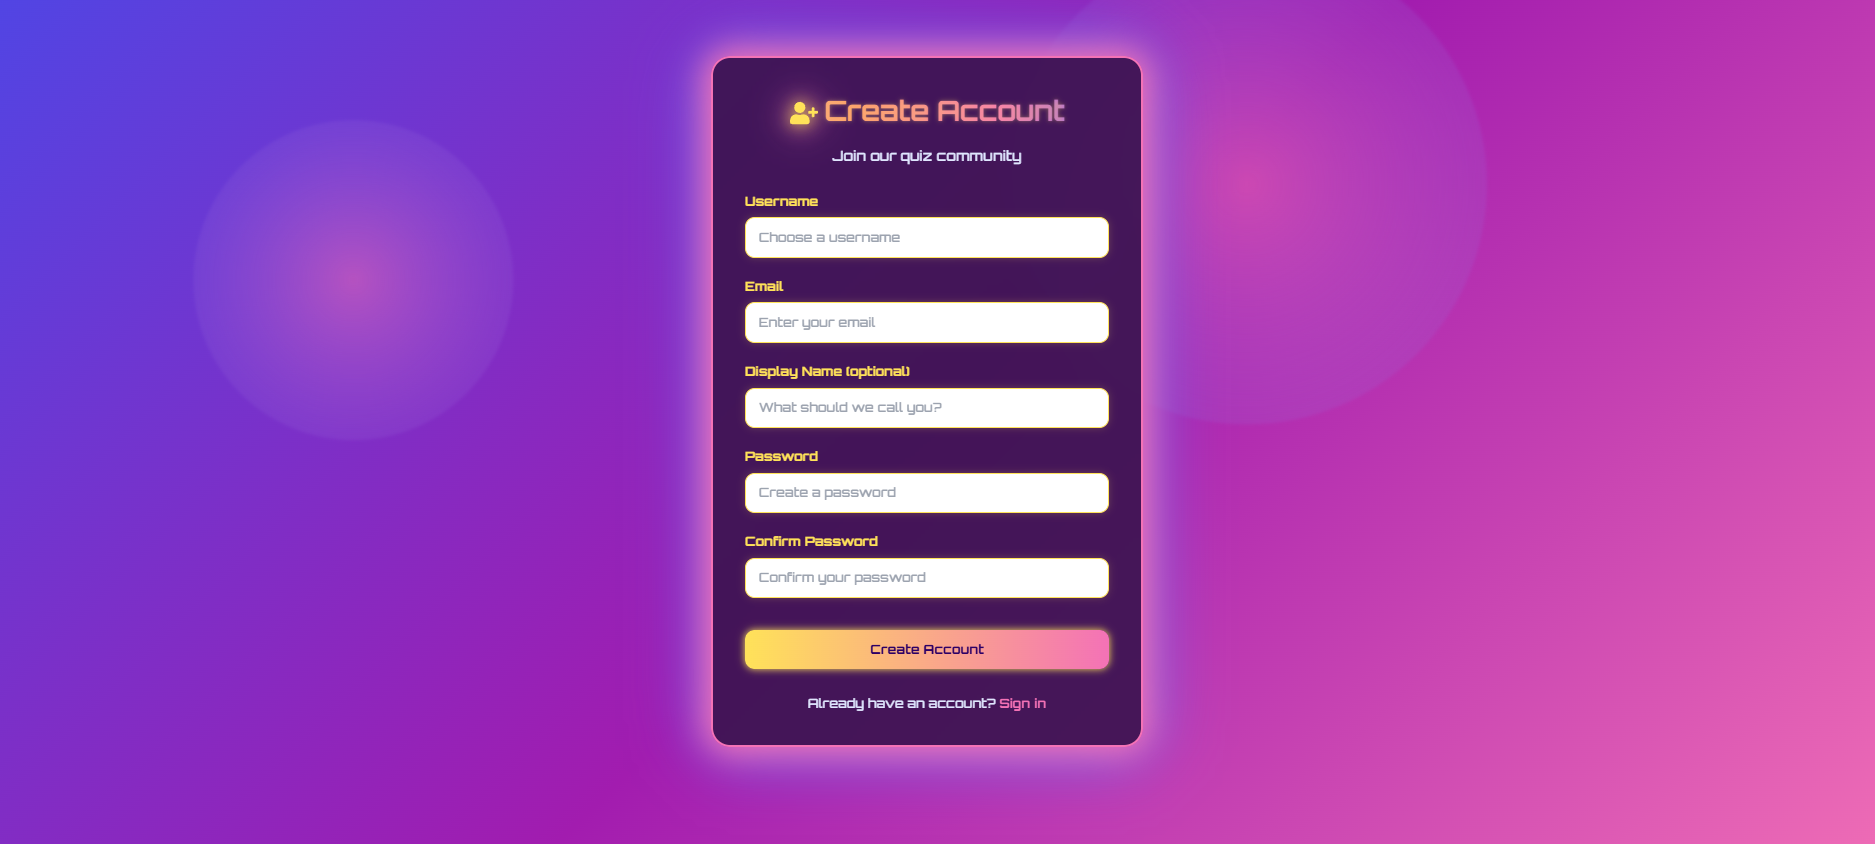 Create Account
Join our quiz community
Username
Choose a username
Email
Enter your email
Display Name (optional)
What should we call you?
Password
Create a password
Confirm Password
Confirm your password
Create Account
Already have an account? Sign in